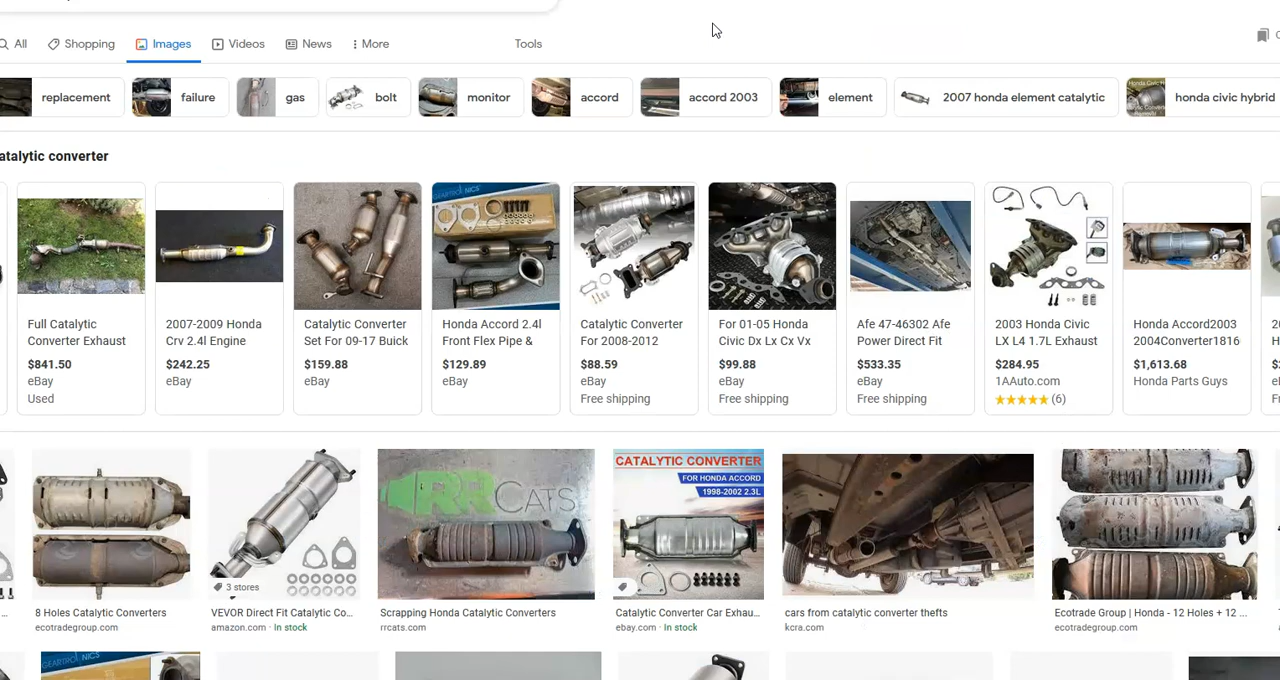 All
Shopping
Images
Videos
News
More
Tools
replacement
failure
gas
bolt
monitor
accord
accord 2003
element
2007 honda element catalytic
honda civic hybrid
atalytic converter
Full Catalytic
Converter Exhaust
$841.50
eBay
Used
2007-2009 Honda
Crv 2.4l Engine
$242.25
eBay
Catalytic Converter
Set For 09-17 Buick
$159.88
eBay
Honda Accord 2.4l
Front Flex Pipe &
$129.89
eBay
Catalytic Converter
For 2008-2012
$88.59
eBay
Free shipping
For 01-05 Honda
Civic Dx Lx Cx Vx
$99.88
eBay
Free shipping
Afe 47-46302 Afe
Power Direct Fit
$533.35
eBay
Free shipping
2003 Honda Civic
LX L4 1.7L Exhaust
$284.95
1AAuto.com
(6)
Honda Accord2003
2004Converter1816
$1,613.68
Honda Parts Guys
RRCATS
CATALYTIC CONVERTER
FOR HONDA ACCORD
1998-2002 2.3L
3 stores
8 Holes Catalytic Converters
ecotradegroup.com
VEVOR Direct Fit Catalytic Co...
amazon.com · In stock
Scrapping Honda Catalytic Converters
rrcats.com
Catalytic Converter Car Exhau...
ebay.com · In stock
cars from catalytic converter thefts
kcra.com
Ecotrade Group | Honda - 12 Holes + 12 ...
ecotradegroup.com